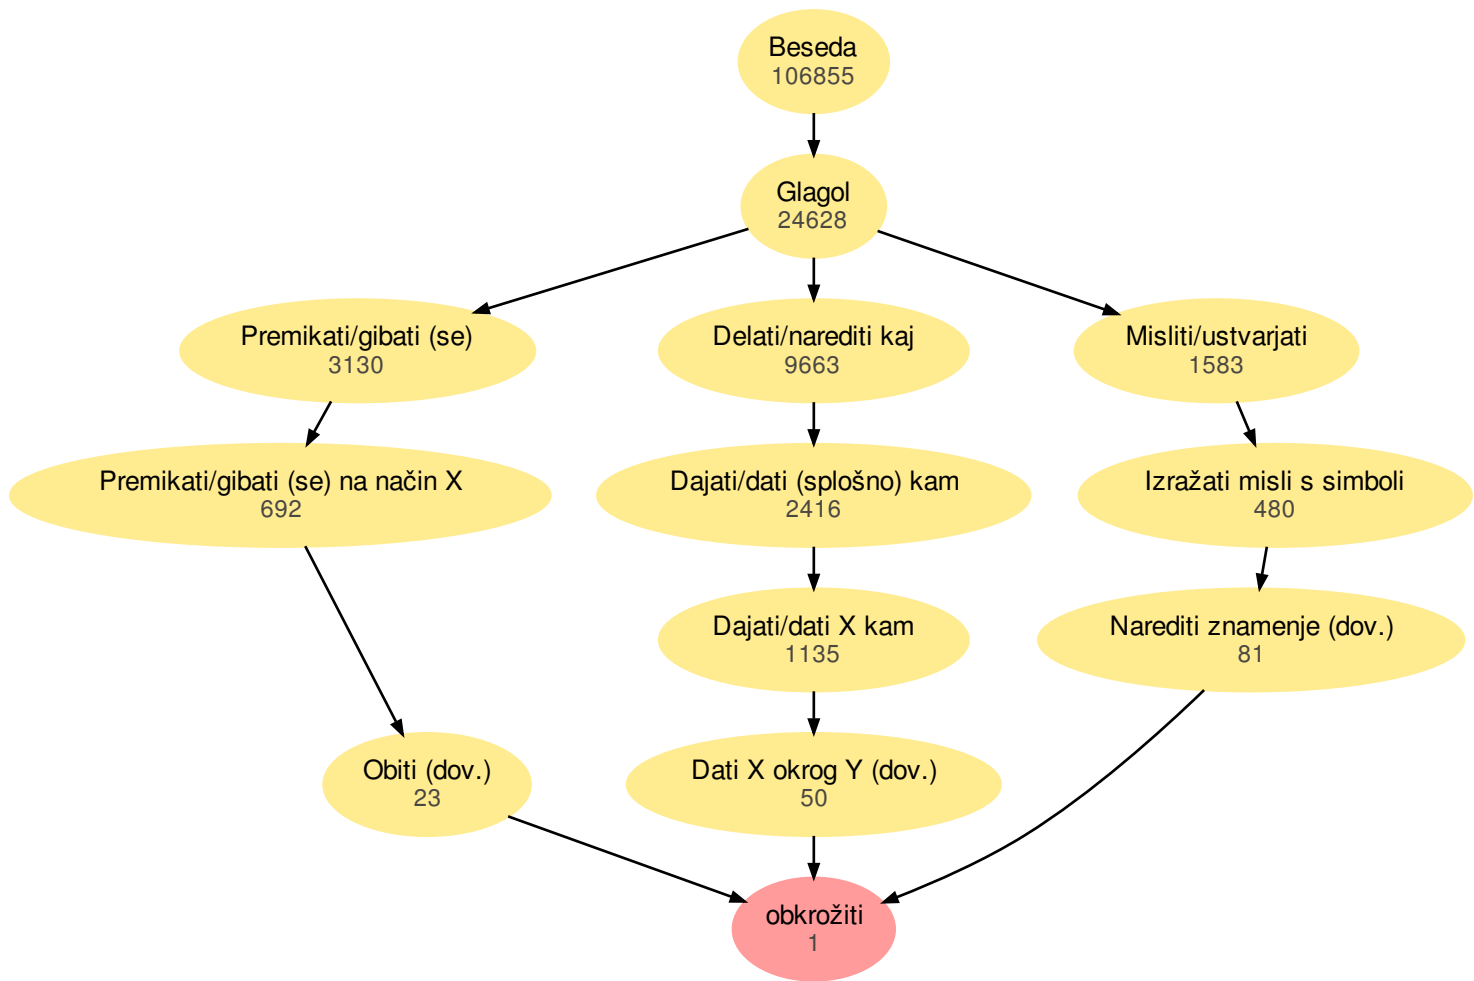 Beseda
106855
Glagol
24628
Premikati/gibati (se)
3130
Delati/narediti kaj
9663
Misliti/ustvarjati
1583
Premikati/gibati (se) na način X
692
Dajati/dati (splošno) kam
2416
Izražati misli s simboli
480
Dajati/dati X kam
1135
Narediti znamenje (dov.)
81
Obiti (dov.)
23
Dati X okrog Y (dov.)
50
obkrožiti
1